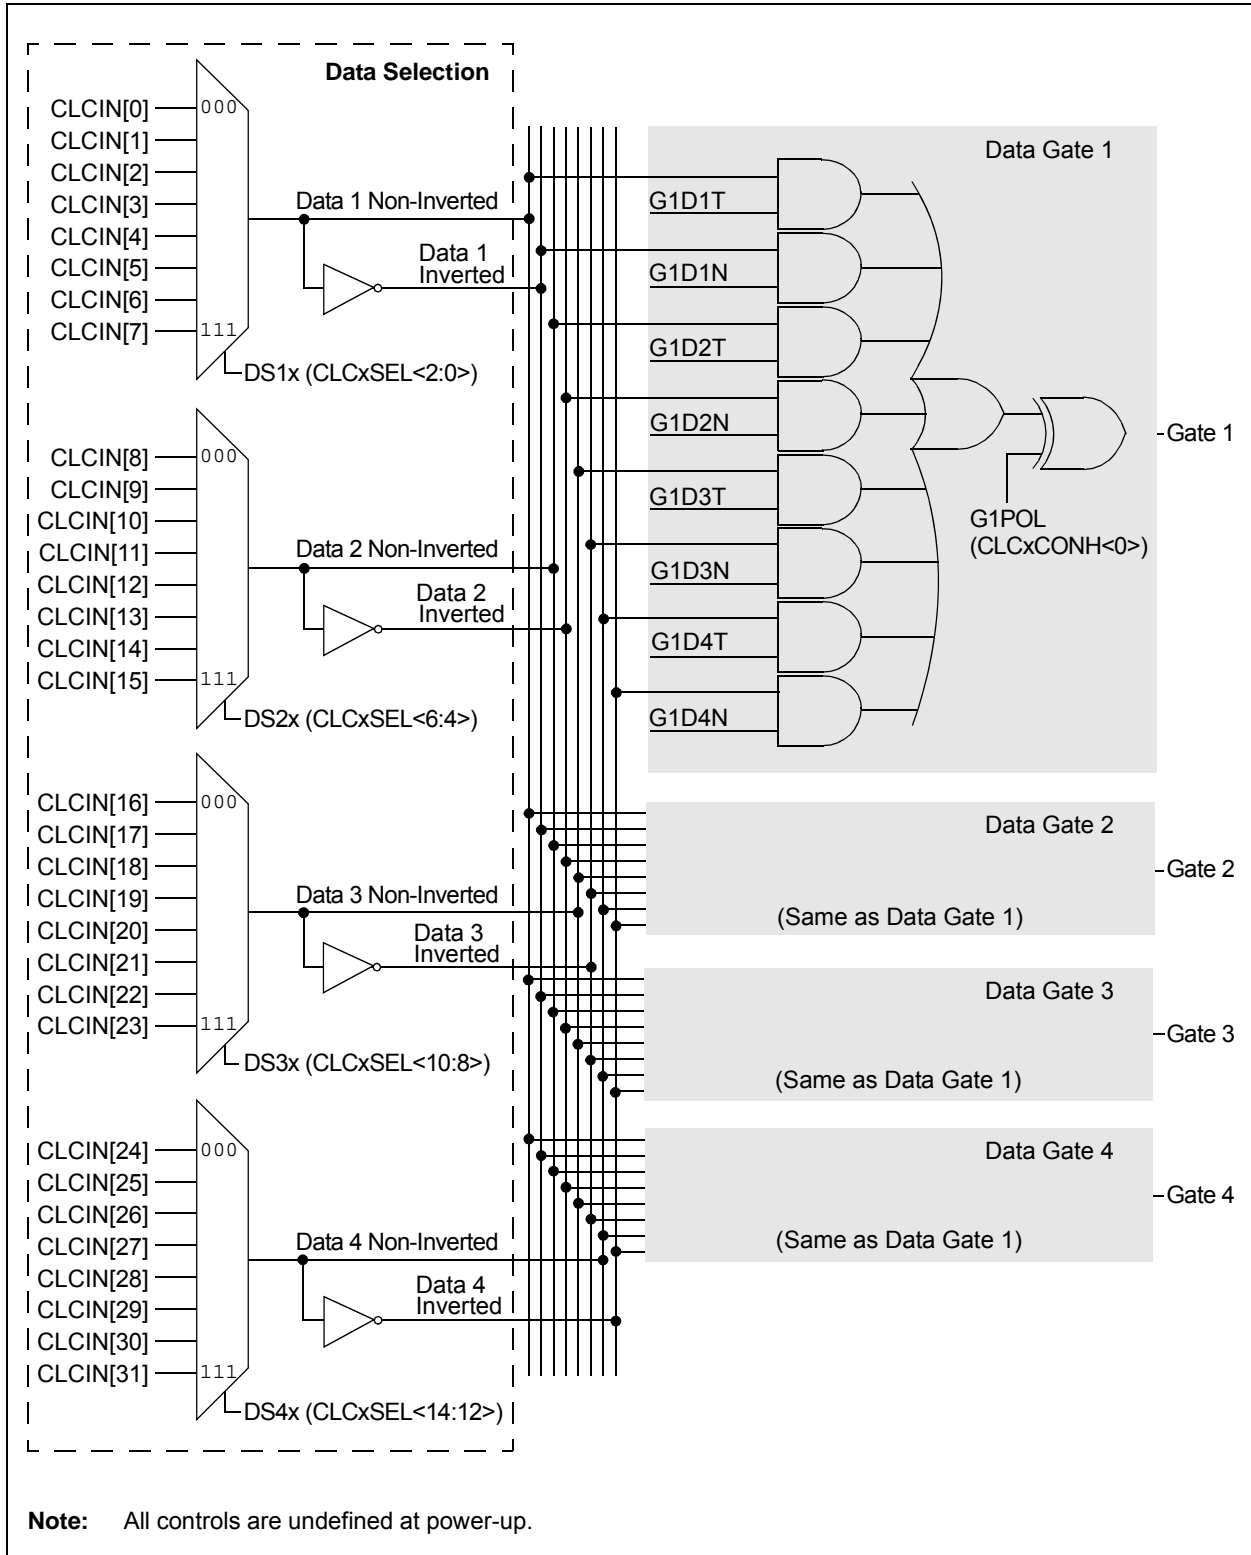 Data Selection
CLCIN[0]
000
CLCIN[1]
CLCIN[2]
CLCIN[3]
CLCIN[4]
CLCIN[5]
CLCIN[6]
CLCIN[7]
111
Data 1 Non-Inverted
Data 1
Inverted
DS1x (CLCxSEL<2:0>)
CLCIN[8]
000
CLCIN[9]
CLCIN[10]
CLCIN[11]
CLCIN[12]
CLCIN[13]
CLCIN[14]
CLCIN[15]
111
Data 2 Non-Inverted
Data 2
Inverted
DS2x (CLCxSEL<6:4>)
CLCIN[16]
000
CLCIN[17]
CLCIN[18]
CLCIN[19]
CLCIN[20]
CLCIN[21]
CLCIN[22]
CLCIN[23]
111
Data 3 Non-Inverted
Data 3
Inverted
DS3x (CLCxSEL<10:8>)
CLCIN[24]
000
CLCIN[25]
CLCIN[26]
CLCIN[27]
CLCIN[28]
CLCIN[29]
CLCIN[30]
CLCIN[31]
111
Data 4 Non-Inverted
Data 4
Inverted
DS4x (CLCxSEL<14:12>)
Data Gate 1
G1D1T
G1D1N
G1D2T
G1D2N
G1D3T
G1D3N
G1D4T
G1D4N
G1POL
(CLCxCONH<0>)
Gate 1
Data Gate 2
(Same as Data Gate 1)
Gate 2
Data Gate 3
(Same as Data Gate 1)
Gate 3
Data Gate 4
(Same as Data Gate 1)
Gate 4
Note: All controls are undefined at power-up.